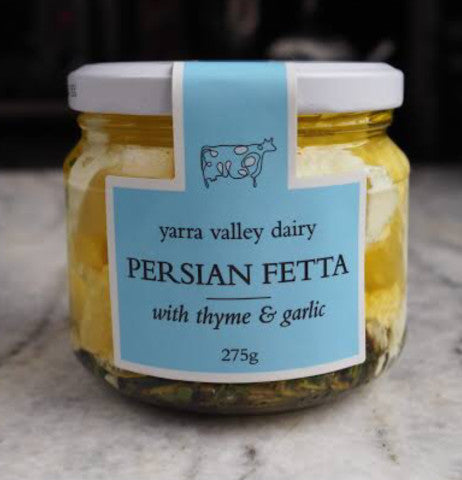 yarra valley dairy
PERSIAN FETTA
with thyme & garlic
275g